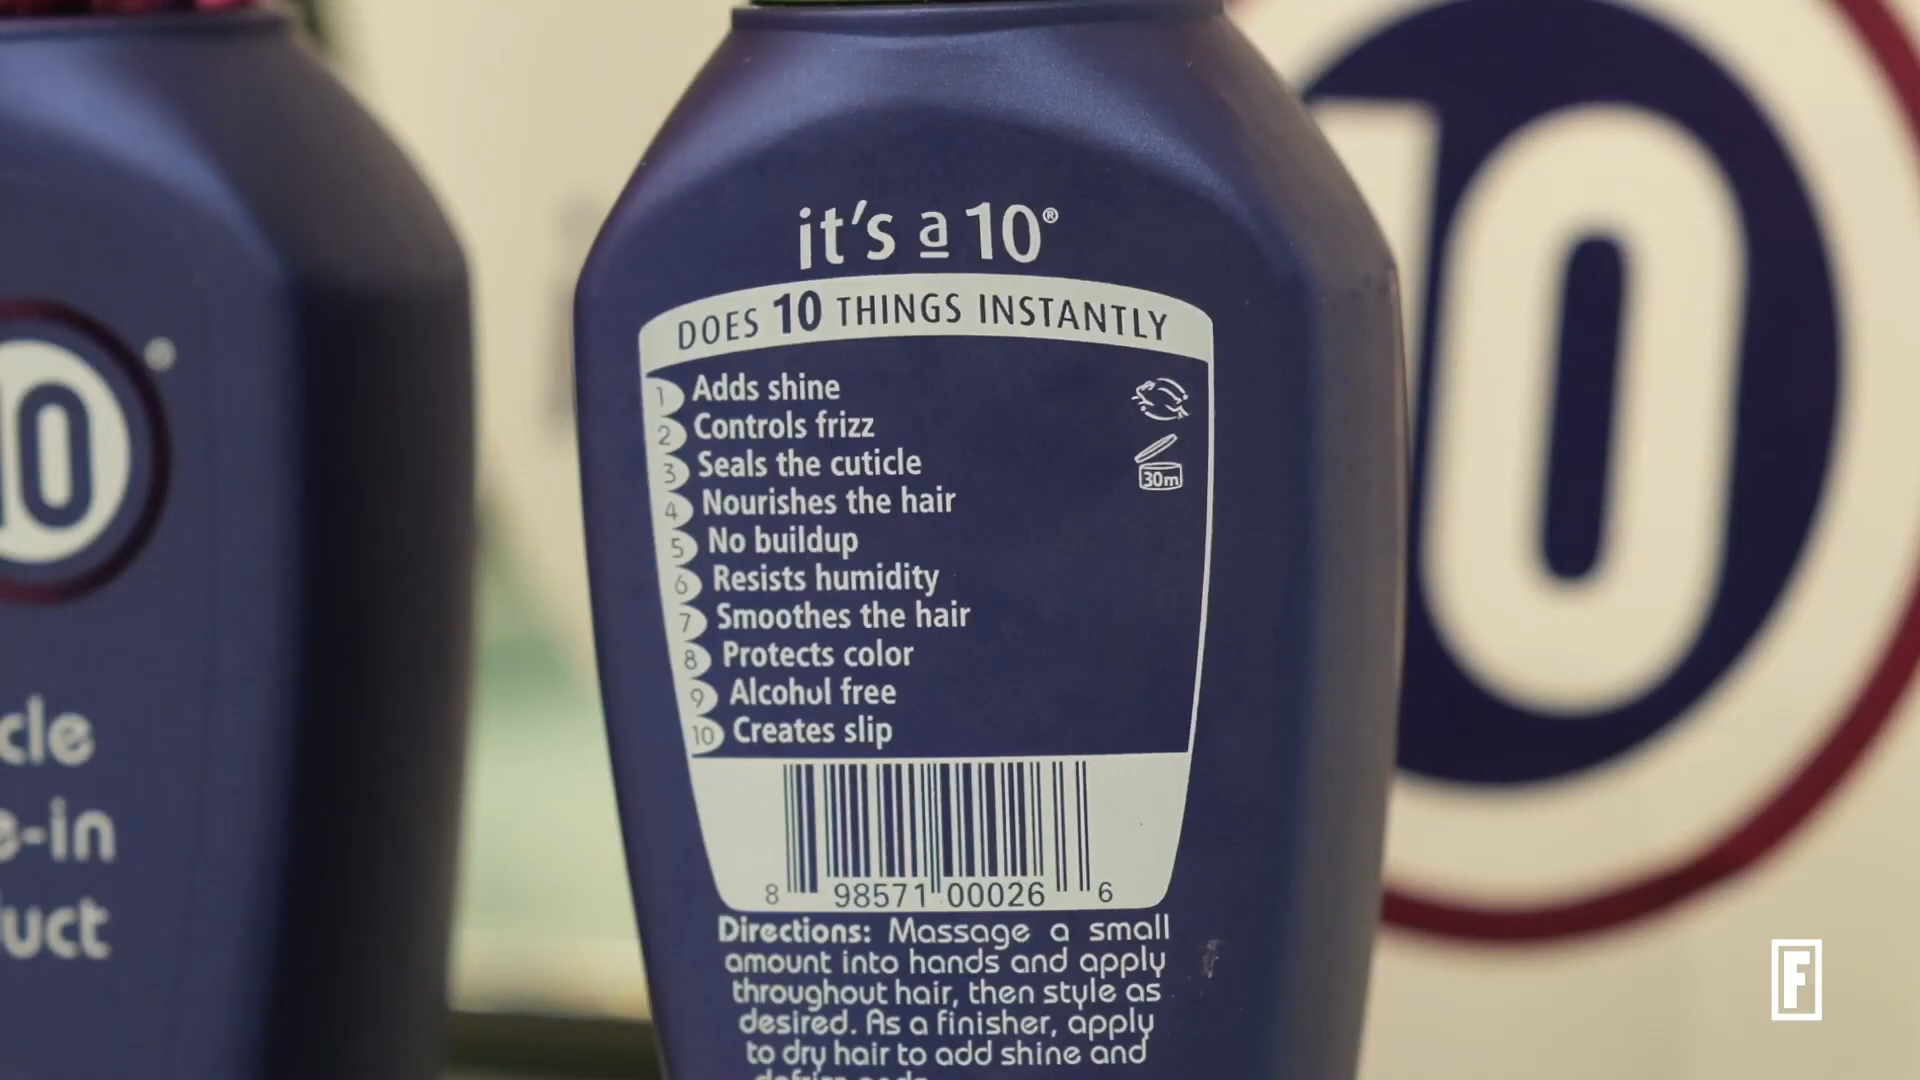 it's a 10®
DOES 10 THINGS INSTANTLY
1 Adds shine
2 Controls frizz
3 Seals the cuticle
4 Nourishes the hair
5 No buildup
6 Resists humidity
7 Smoothes the hair
8 Protects color
9 Alcohol free
10 Creates slip
30m
8 98571 00026 6
Directions: Massage a small
amount into hands and apply
throughout hair, then style as
desired. As a finisher, apply
to dry hair to add shine and
10
cle
e-in
uct
10
F